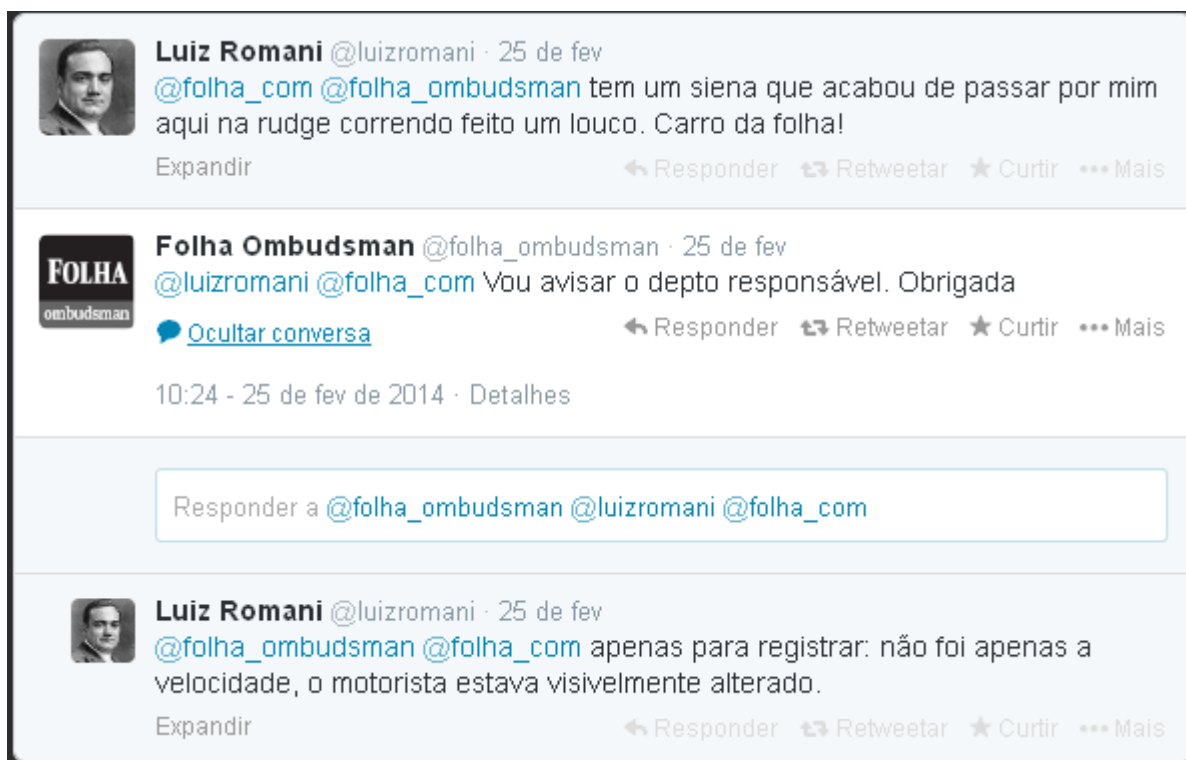 Luiz Romani @luizromani · 25 de fev
@folha_com @folha_ombudsman tem um siena que acabou de passar por mim
aqui na rudge correndo feito um louco. Carro da folha!
Expandir Responder Retweetar Curtir Mais
FOLHA
ombudsman
Folha Ombudsman @folha_ombudsman · 25 de fev
@luizromani @folha_com Vou avisar o depto responsável. Obrigada
Ocultar conversa Responder Retweetar Curtir Mais
10:24 - 25 de fev de 2014 · Detalhes
Responder a @folha_ombudsman @luizromani @folha_com
Luiz Romani @luizromani · 25 de fev
@folha_ombudsman @folha_com apenas para registrar: não foi apenas a
velocidade, o motorista estava visivelmente alterado.
Expandir Responder Retweetar Curtir Mais